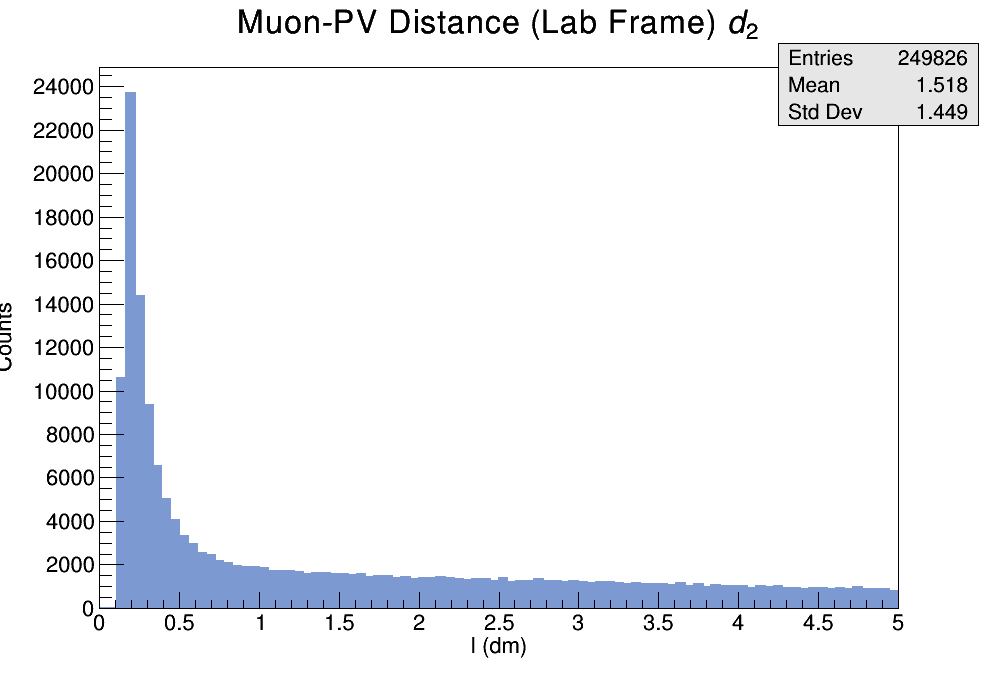 Muon-PV Distance (Lab Frame) d₂
Entries 249826
Mean 1.518
Std Dev 1.449
24000
22000
20000
18000
16000
14000
12000
10000
8000
6000
4000
2000
0
Counts
0 0.5 1 1.5 2 2.5 3 3.5 4 4.5 5
l (dm)